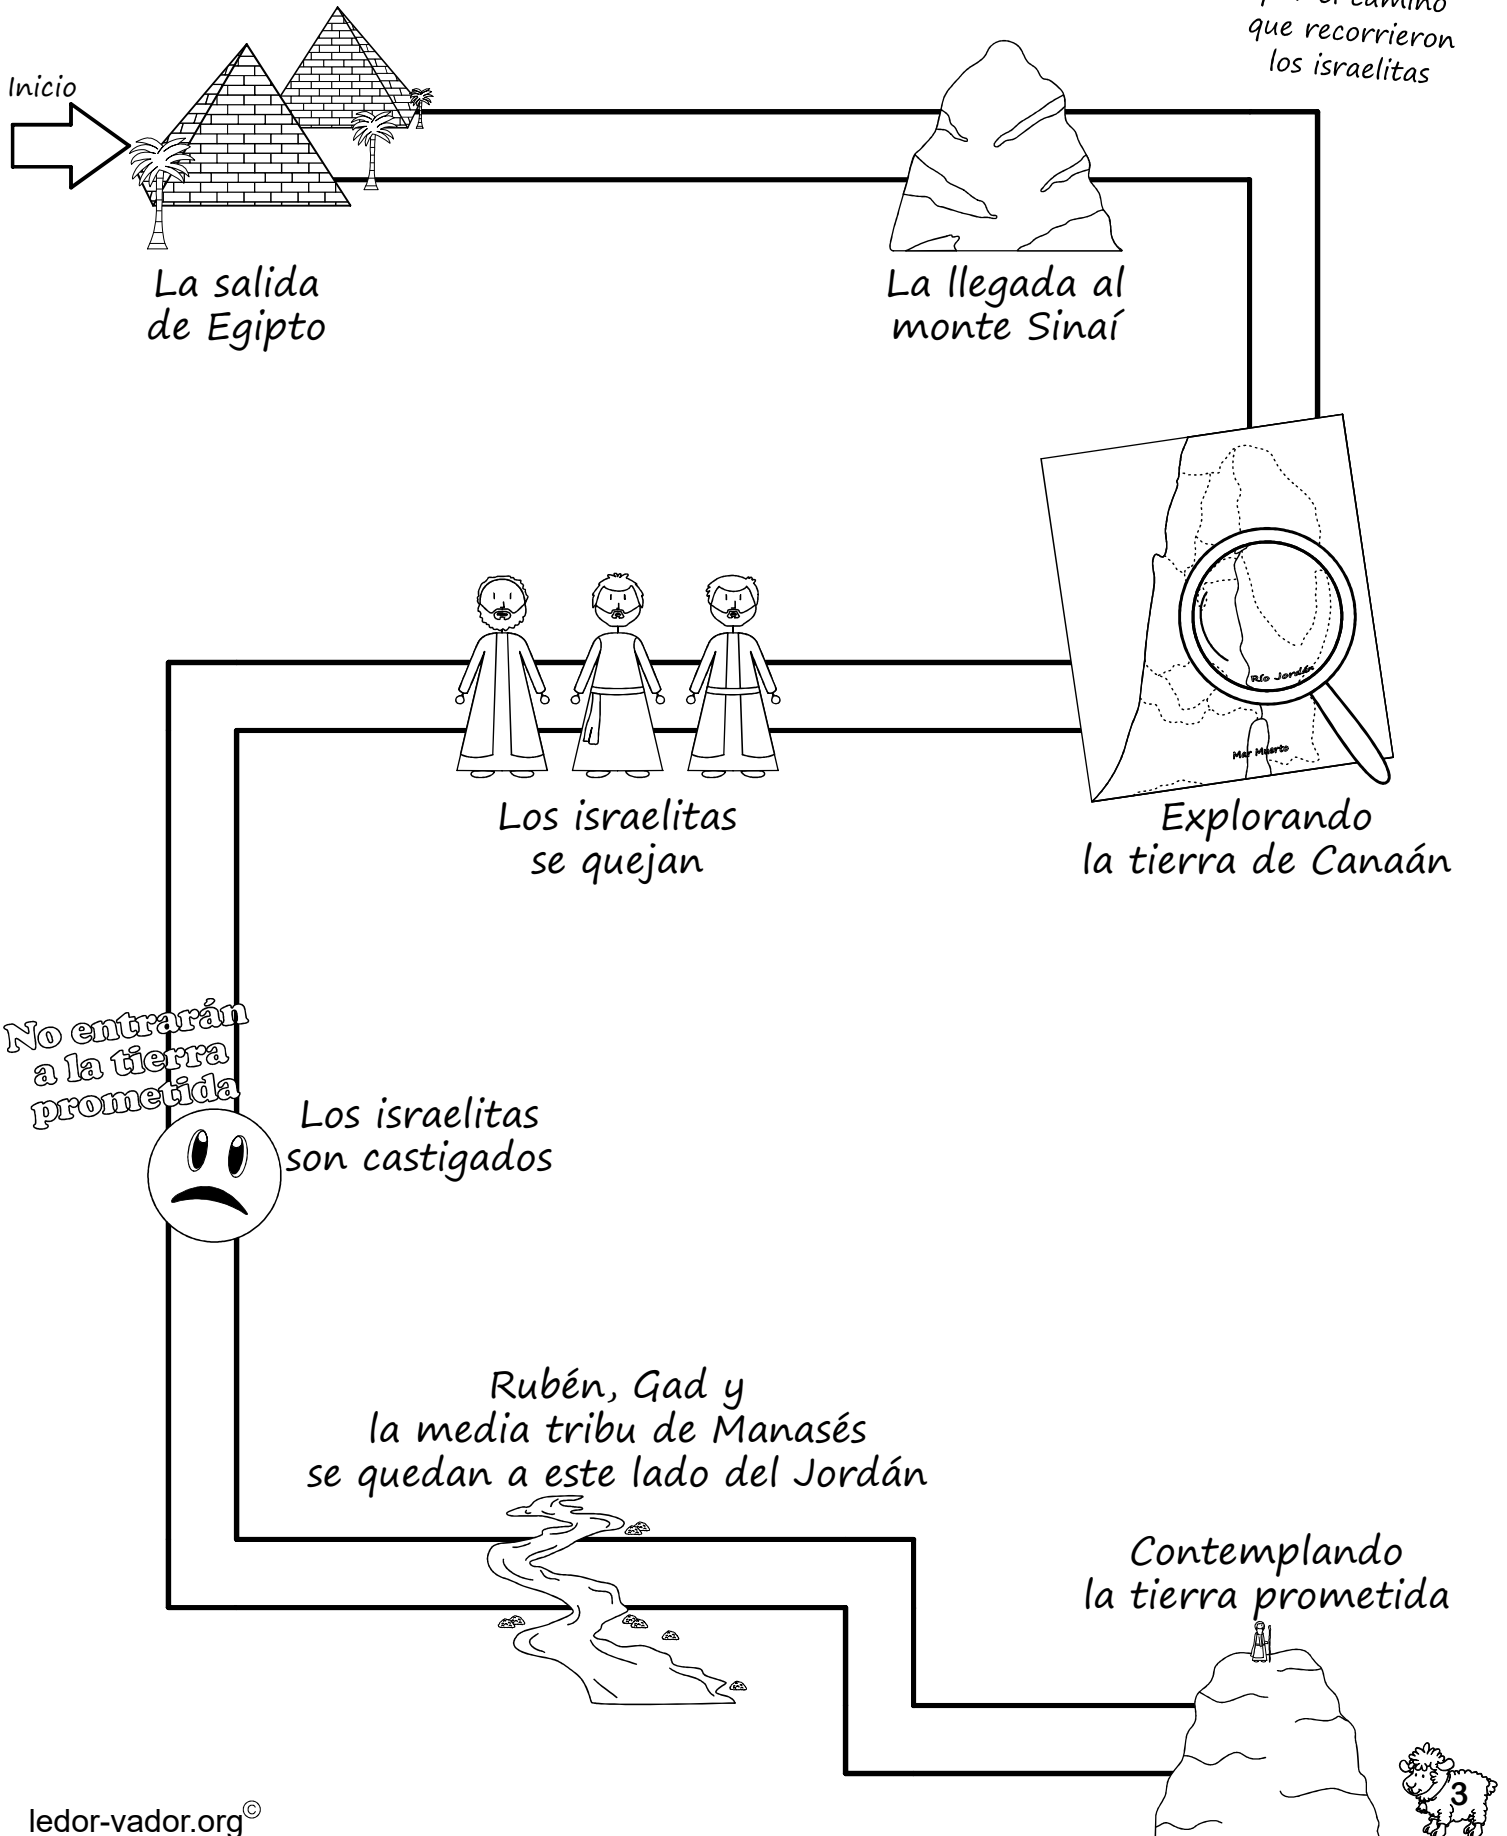 el camino
que recorrieron
los israelitas
Inicio
La salida
de Egipto
La llegada al
monte Sinaí
Río Jordán
Mar Muerto
Los israelitas
se quejan
Explorando
la tierra de Canaán
No entrarán
a la tierra
prometida
Los israelitas
son castigados
Rubén, Gad y
la media tribu de Manasés
se quedan a este lado del Jordán
Contemplando
la tierra prometida
3
ledor-vador.org©